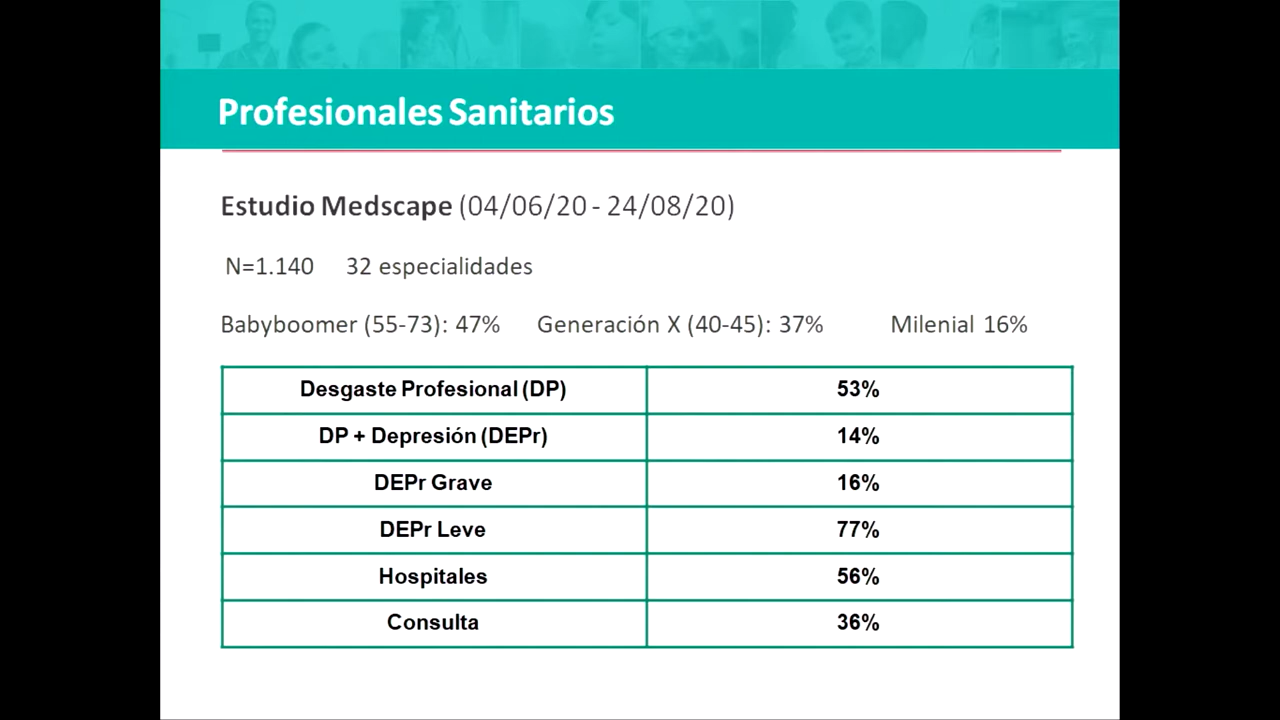 Profesionales Sanitarios
Estudio Medscape (04/06/20 - 24/08/20)
N=1.140 32 especialidades
Babyboomer (55-73): 47% Generación X (40-45): 37% Milenial 16%
Desgaste Profesional (DP) 53%
DP + Depresión (DEPr) 14%
DEPr Grave 16%
DEPr Leve 77%
Hospitales 56%
Consulta 36%